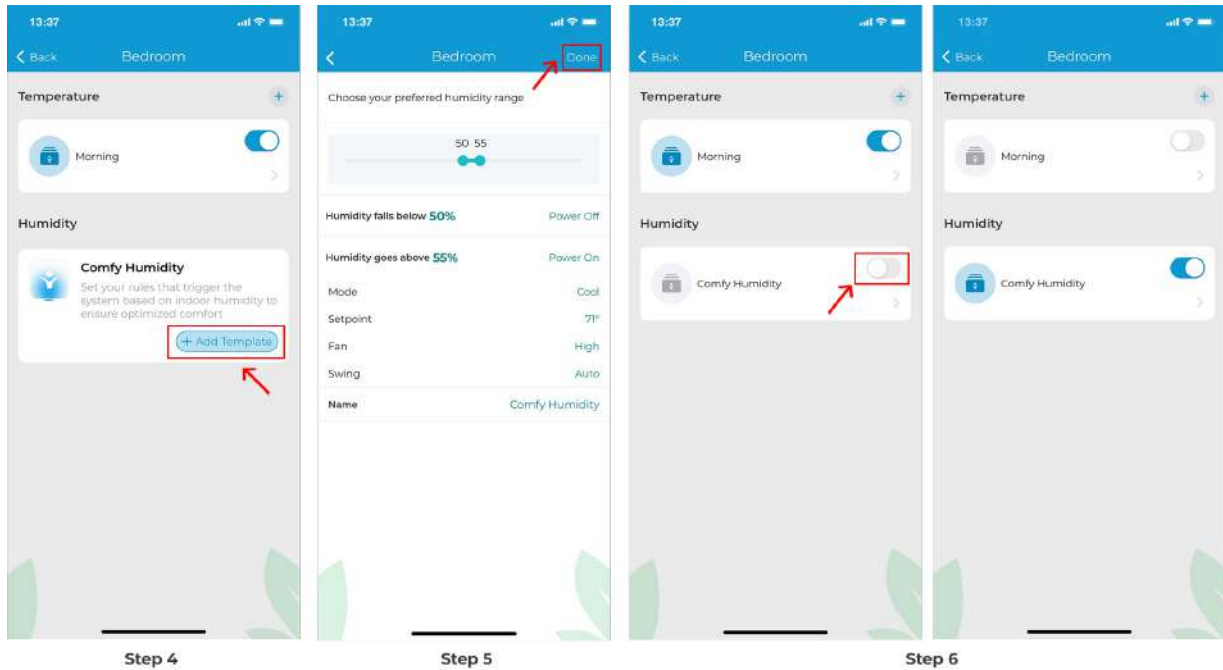 13:37
Back Bedroom
Temperature +
Morning
Humidity
Comfy Humidity
Set your rules that trigger the
system based on indoor humidity to
ensure optimized comfort
+ Add Template
Step 4
13:37
Bedroom Done
Choose your preferred humidity range
50 55
Humidity falls below 50% Power Off
Humidity goes above 55% Power On
Mode Cool
Setpoint 71°
Fan High
Swing Auto
Name Comfy Humidity
Step 5
13:37
Back Bedroom
Temperature +
Morning
Humidity
Comfy Humidity
13:37
Back Bedroom
Temperature +
Morning
Humidity
Comfy Humidity
Step 6